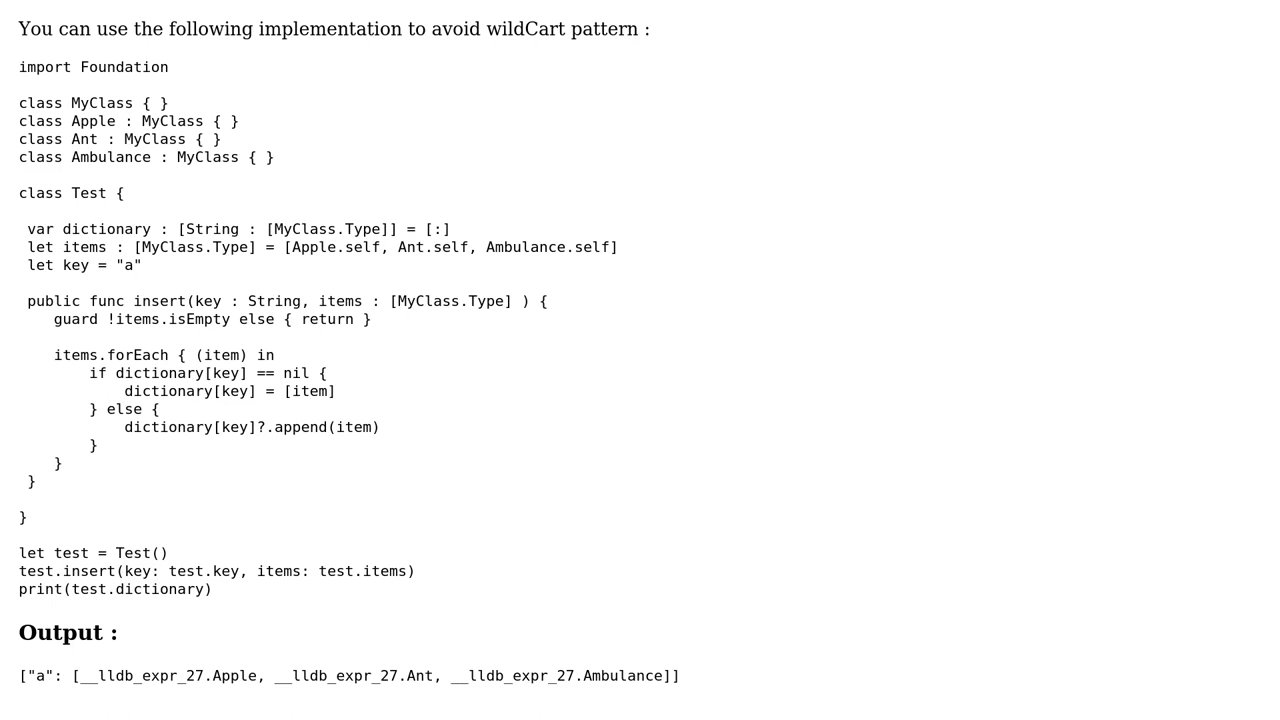 You can use the following implementation to avoid wildCart pattern :
import Foundation
class MyClass { }
class Apple : MyClass { }
class Ant : MyClass { }
class Ambulance : MyClass { }
class Test {
var dictionary : [String : [MyClass.Type]] = [:]
let items : [MyClass.Type] = [Apple.self, Ant.self, Ambulance.self]
let key = "a"
public func insert(key : String, items : [MyClass.Type] ) {
guard !items.isEmpty else { return }
items.forEach { (item) in
if dictionary[key] == nil {
dictionary[key] = [item]
} else {
dictionary[key]?.append(item)
}
}
}
}
let test = Test()
test.insert(key: test.key, items: test.items)
print(test.dictionary)
Output :
["a": [__lldb_expr_27.Apple, __lldb_expr_27.Ant, __lldb_expr_27.Ambulance]]